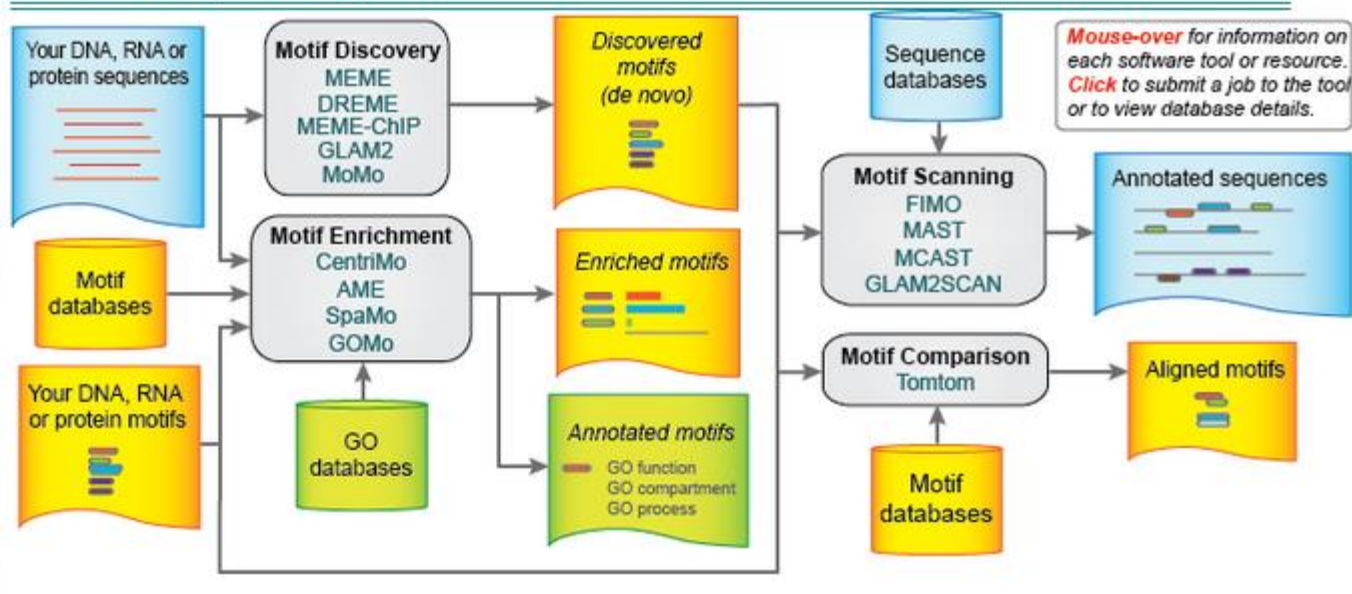 Your DNA, RNA or
protein sequences
Motif Discovery
MEME
DREME
MEME-ChIP
GLAM2
MoMo
Discovered
motifs
(de novo)
Sequence
databases
Mouse-over for information on
each software tool or resource.
Click to submit a job to the tool
or to view database details.
Motif Scanning
FIMO
MAST
MCAST
GLAM2SCAN
Annotated sequences
Motif
databases
Motif Enrichment
CentriMo
AME
SpaMo
GOMo
Enriched motifs
Your DNA, RNA
or protein motifs
GO
databases
Annotated motifs
GO function
GO compartment
GO process
Motif Comparison
Tomtom
Aligned motifs
Motif
databases